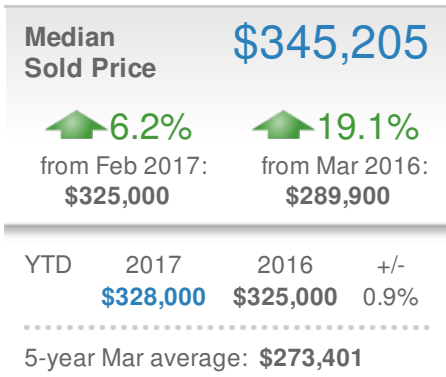 Median $345,205
Sold Price
6.2% 19.1%
from Feb 2017: from Mar 2016:
$325,000 $289,900
YTD 2017 2016 +/-
$328,000 $325,000 0.9%
5-year Mar average: $273,401